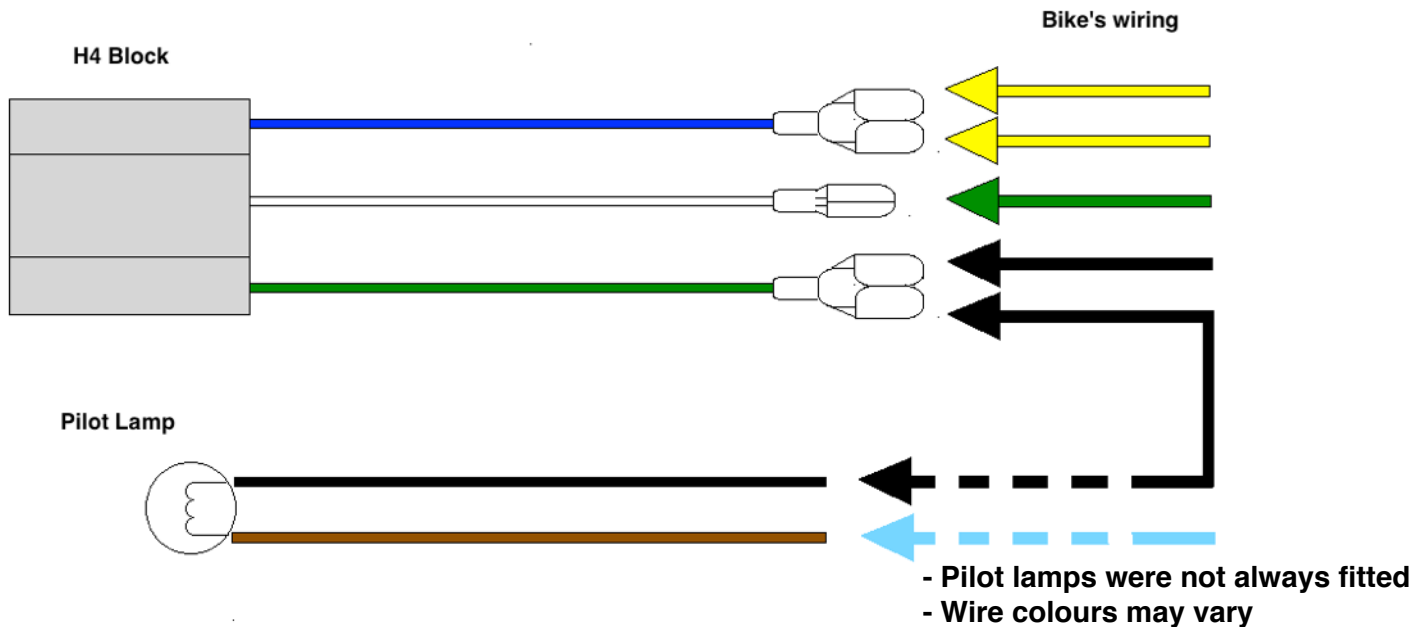 Bike's wiring
H4 Block
Pilot Lamp
- Pilot lamps were not always fitted
- Wire colours may vary